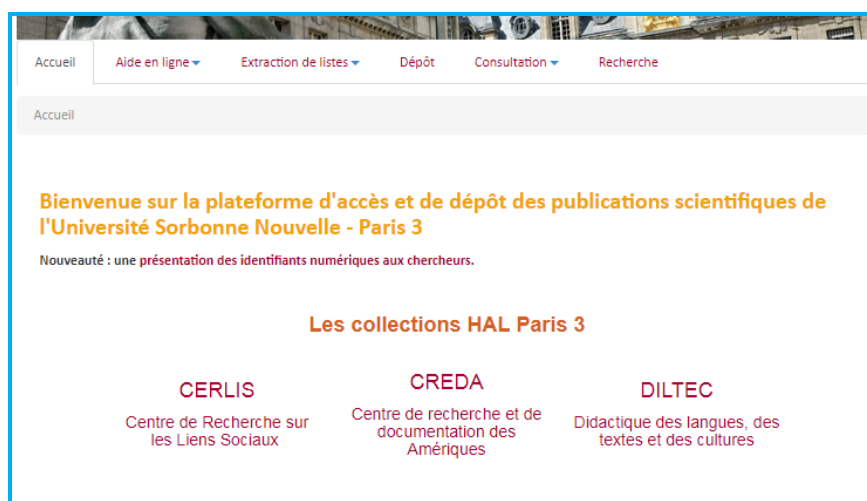 Accueil Aide en ligne Extraction de listes Dépôt Consultation Recherche
Accueil
Bienvenue sur la plateforme d'accès et de dépôt des publications scientifiques de
l'Université Sorbonne Nouvelle - Paris 3
Nouveauté : une présentation des identifiants numériques aux chercheurs.
Les collections HAL Paris 3
CERLIS
Centre de Recherche sur
les Liens Sociaux
CREDA
Centre de recherche et de
documentation des
Amériques
DILTEC
Didactique des langues, des
textes et des cultures